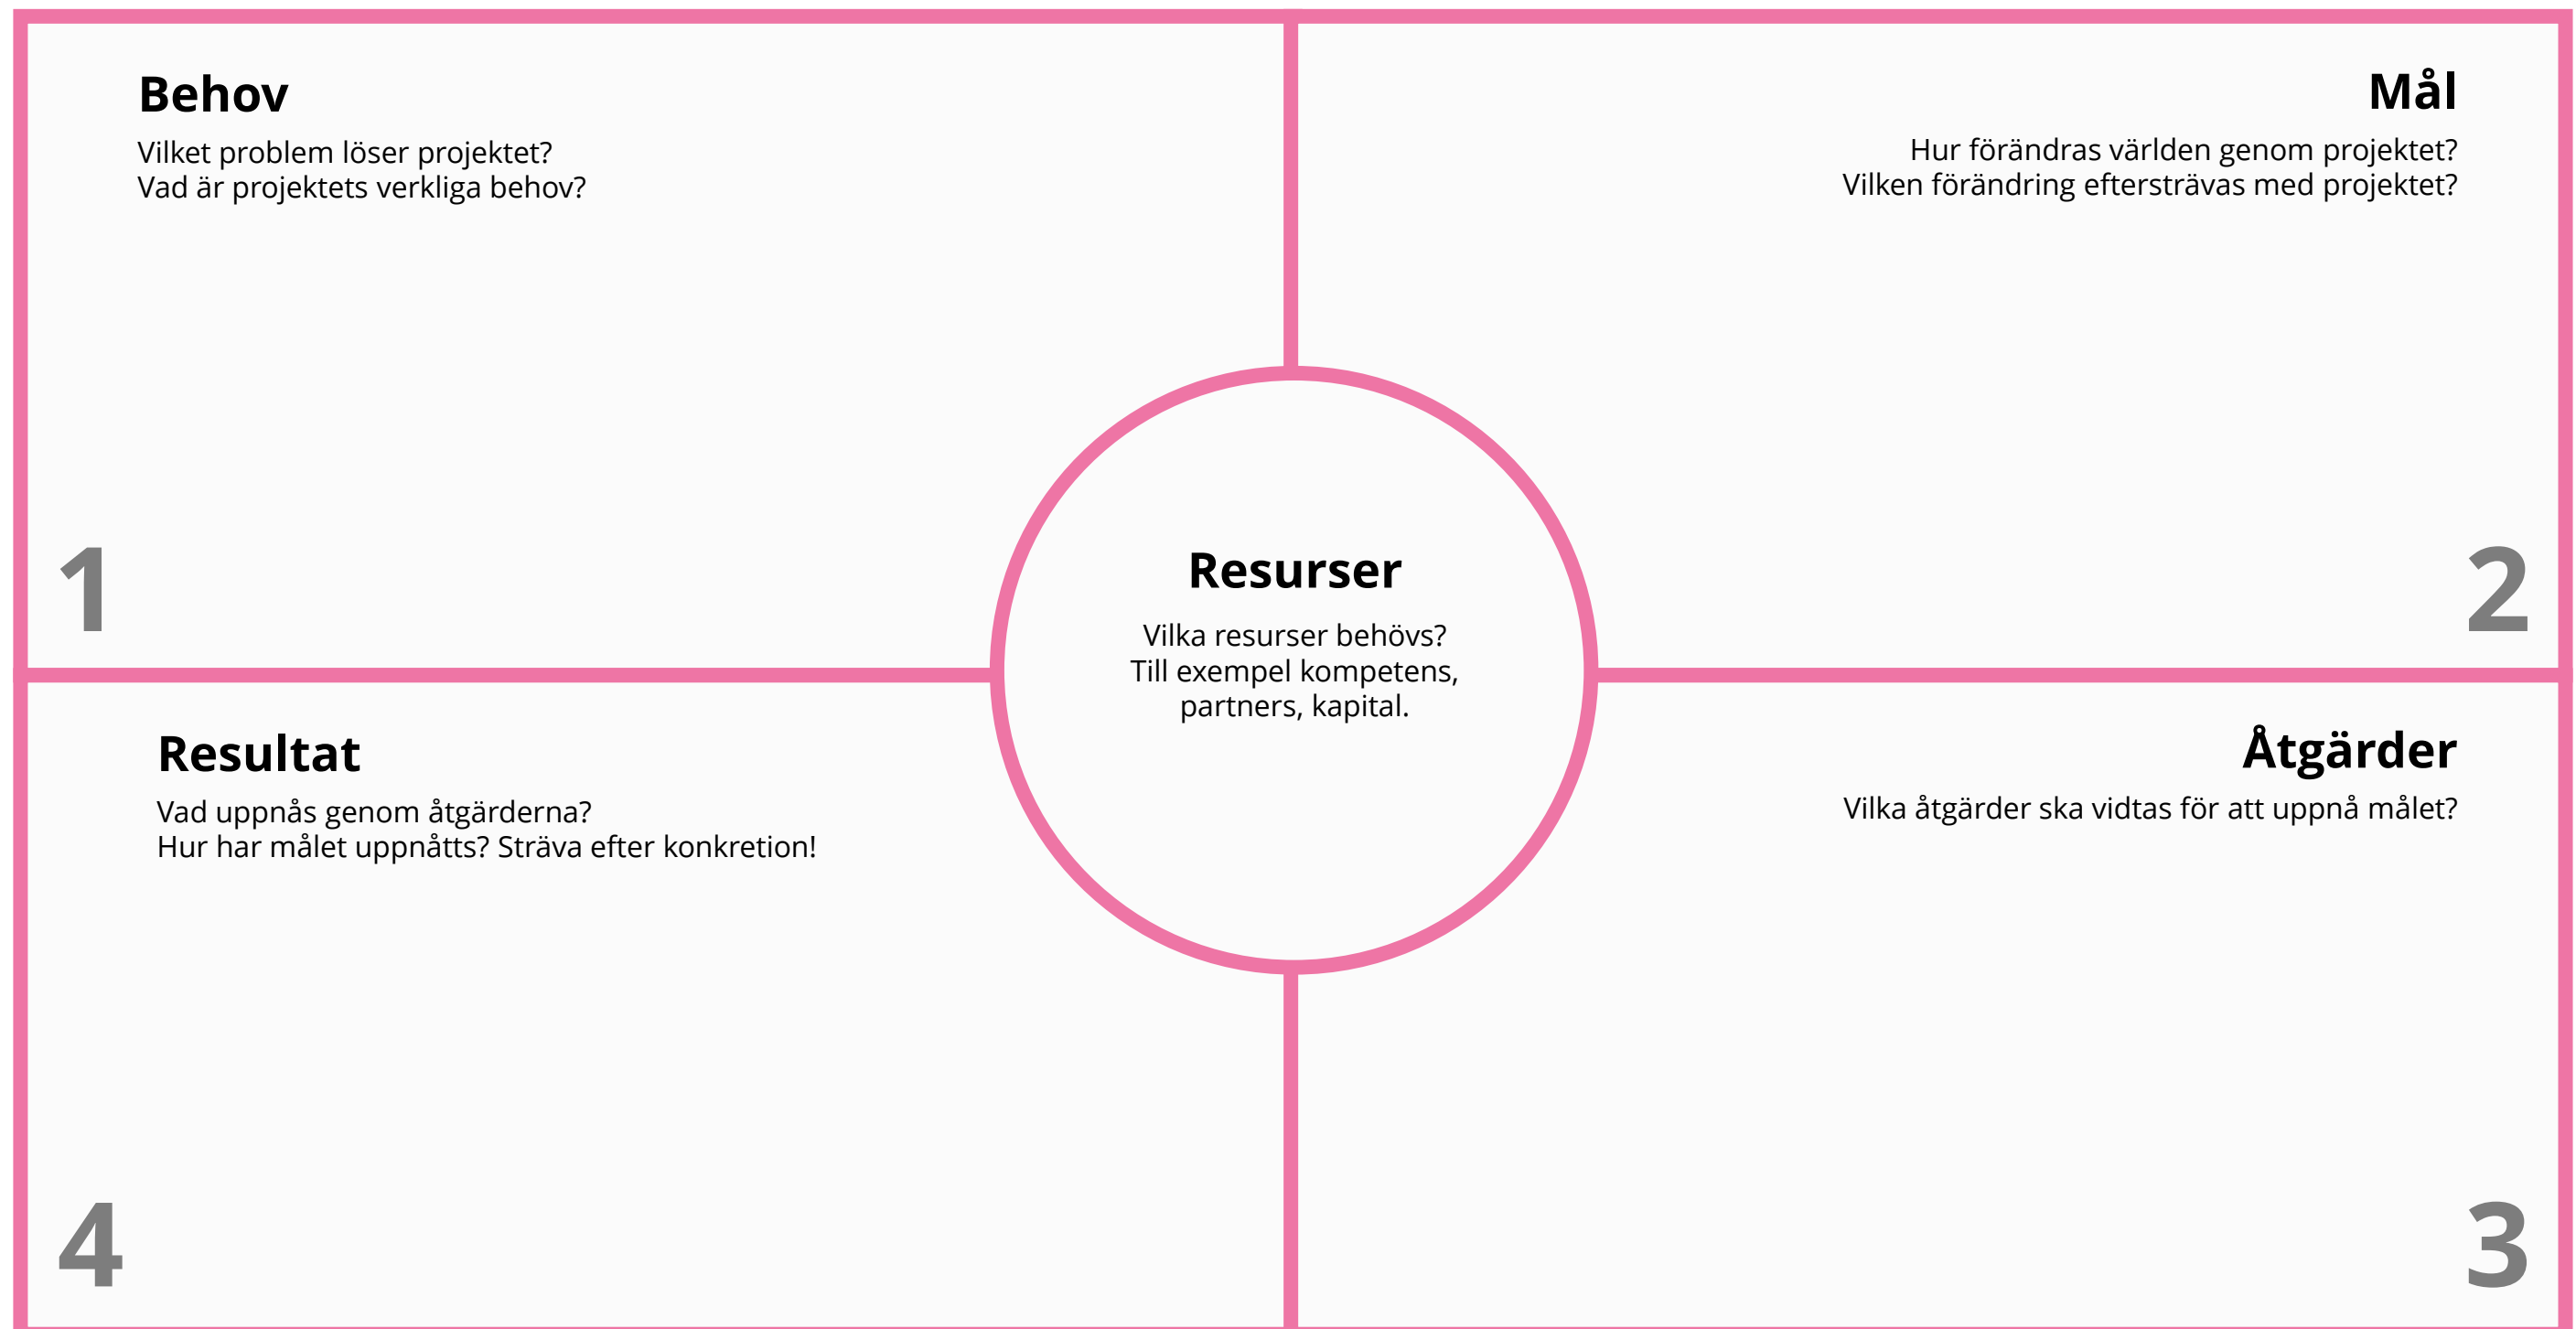 Behov
Vilket problem löser projektet?
Vad är projektets verkliga behov?
1
Mål
Hur förändras världen genom projektet?
Vilken förändring eftersträvas med projektet?
2
Resurser
Vilka resurser behövs?
Till exempel kompetens,
partners, kapital.
Resultat
Vad uppnås genom åtgärderna?
Hur har målet uppnåtts? Sträva efter konkretion!
4
Åtgärder
Vilka åtgärder ska vidtas för att uppnå målet?
3